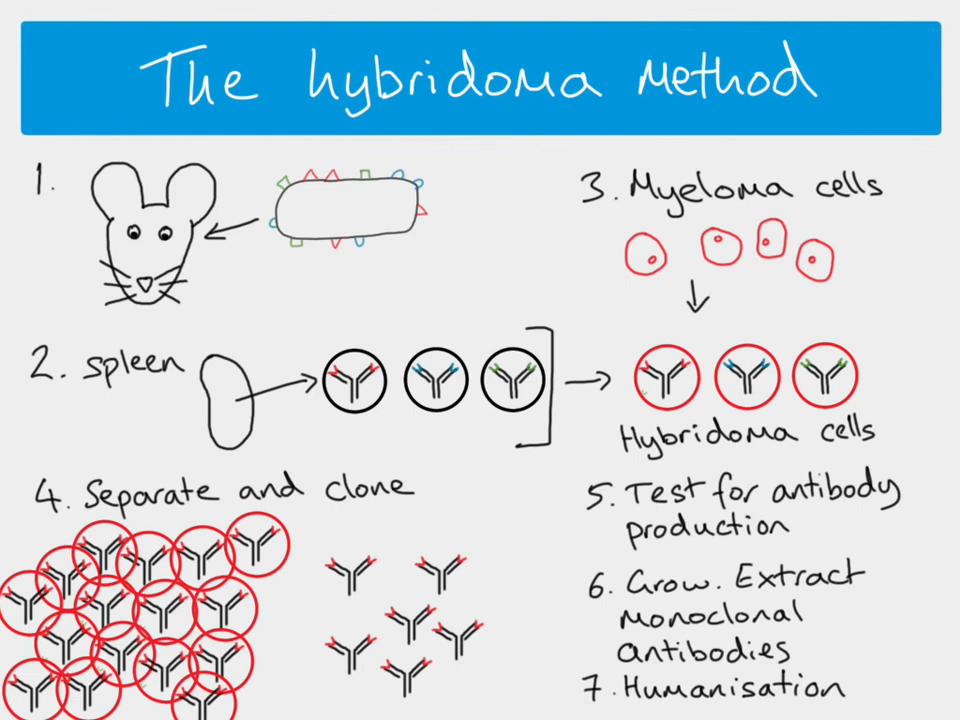 The hybridoma Method
1.
2. Spleen
3. Myeloma cells
Hybridoma cells
4. Separate and clone
5. Test for antibody
production
6. Grow. Extract
monoclonal
antibodies
7. Humanisation